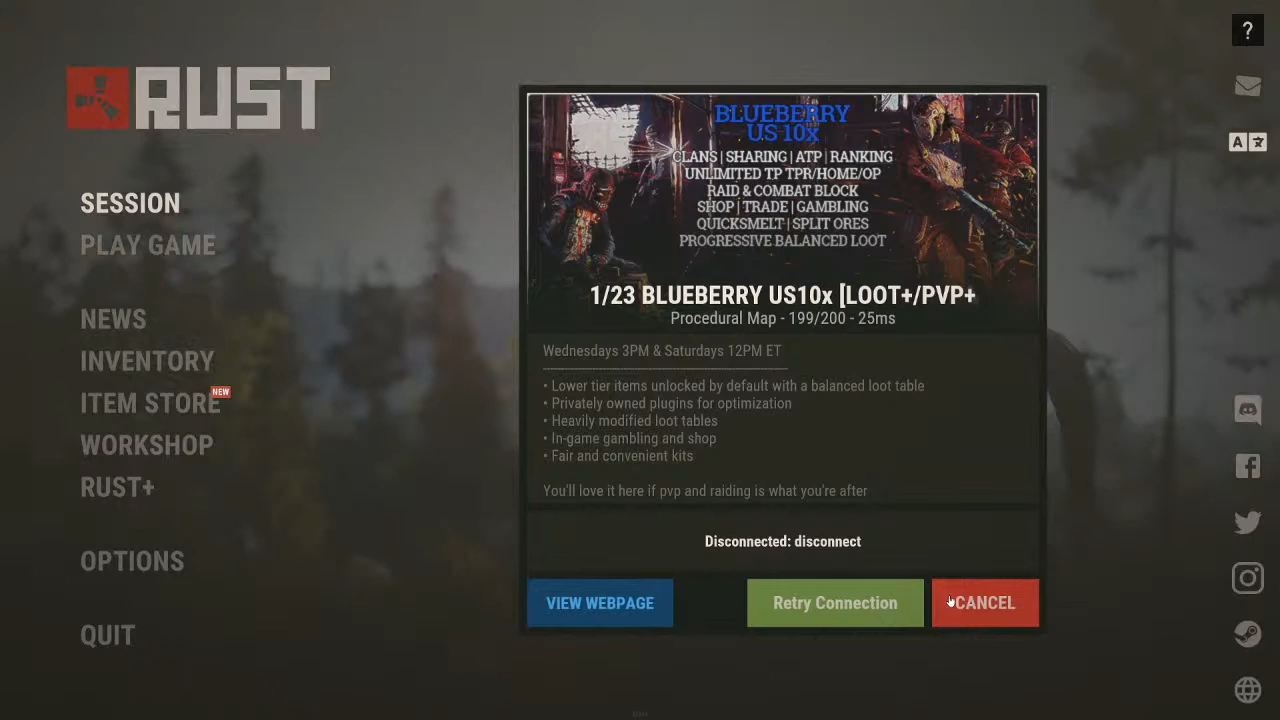 RUST
SESSION
PLAY GAME
NEWS
INVENTORY
ITEM STORE
NEW
WORKSHOP
RUST+
OPTIONS
QUIT
BLUEBERRY
US 10X
CLANS | SHARING | ATP | RANKING
UNLIMITED TP TPR/HOME/OP
RAID & COMBAT BLOCK
SHOP | TRADE | GAMBLING
QUICKSMELT | SPLIT ORES
PROGRESSIVE BALANCED LOOT
1/23 BLUEBERRY US10x [LOOT+/PVP+
Procedural Map - 199/200 - 25ms
Wednesdays 3PM & Saturdays 12PM ET
• Lower tier items unlocked by default with a balanced loot table
• Privately owned plugins for optimization
• Heavily modified loot tables
• In-game gambling and shop
• Fair and convenient kits
You'll love it here if pvp and raiding is what you're after
Disconnected: disconnect
VIEW WEBPAGE
Retry Connection
CANCEL
?
A 文